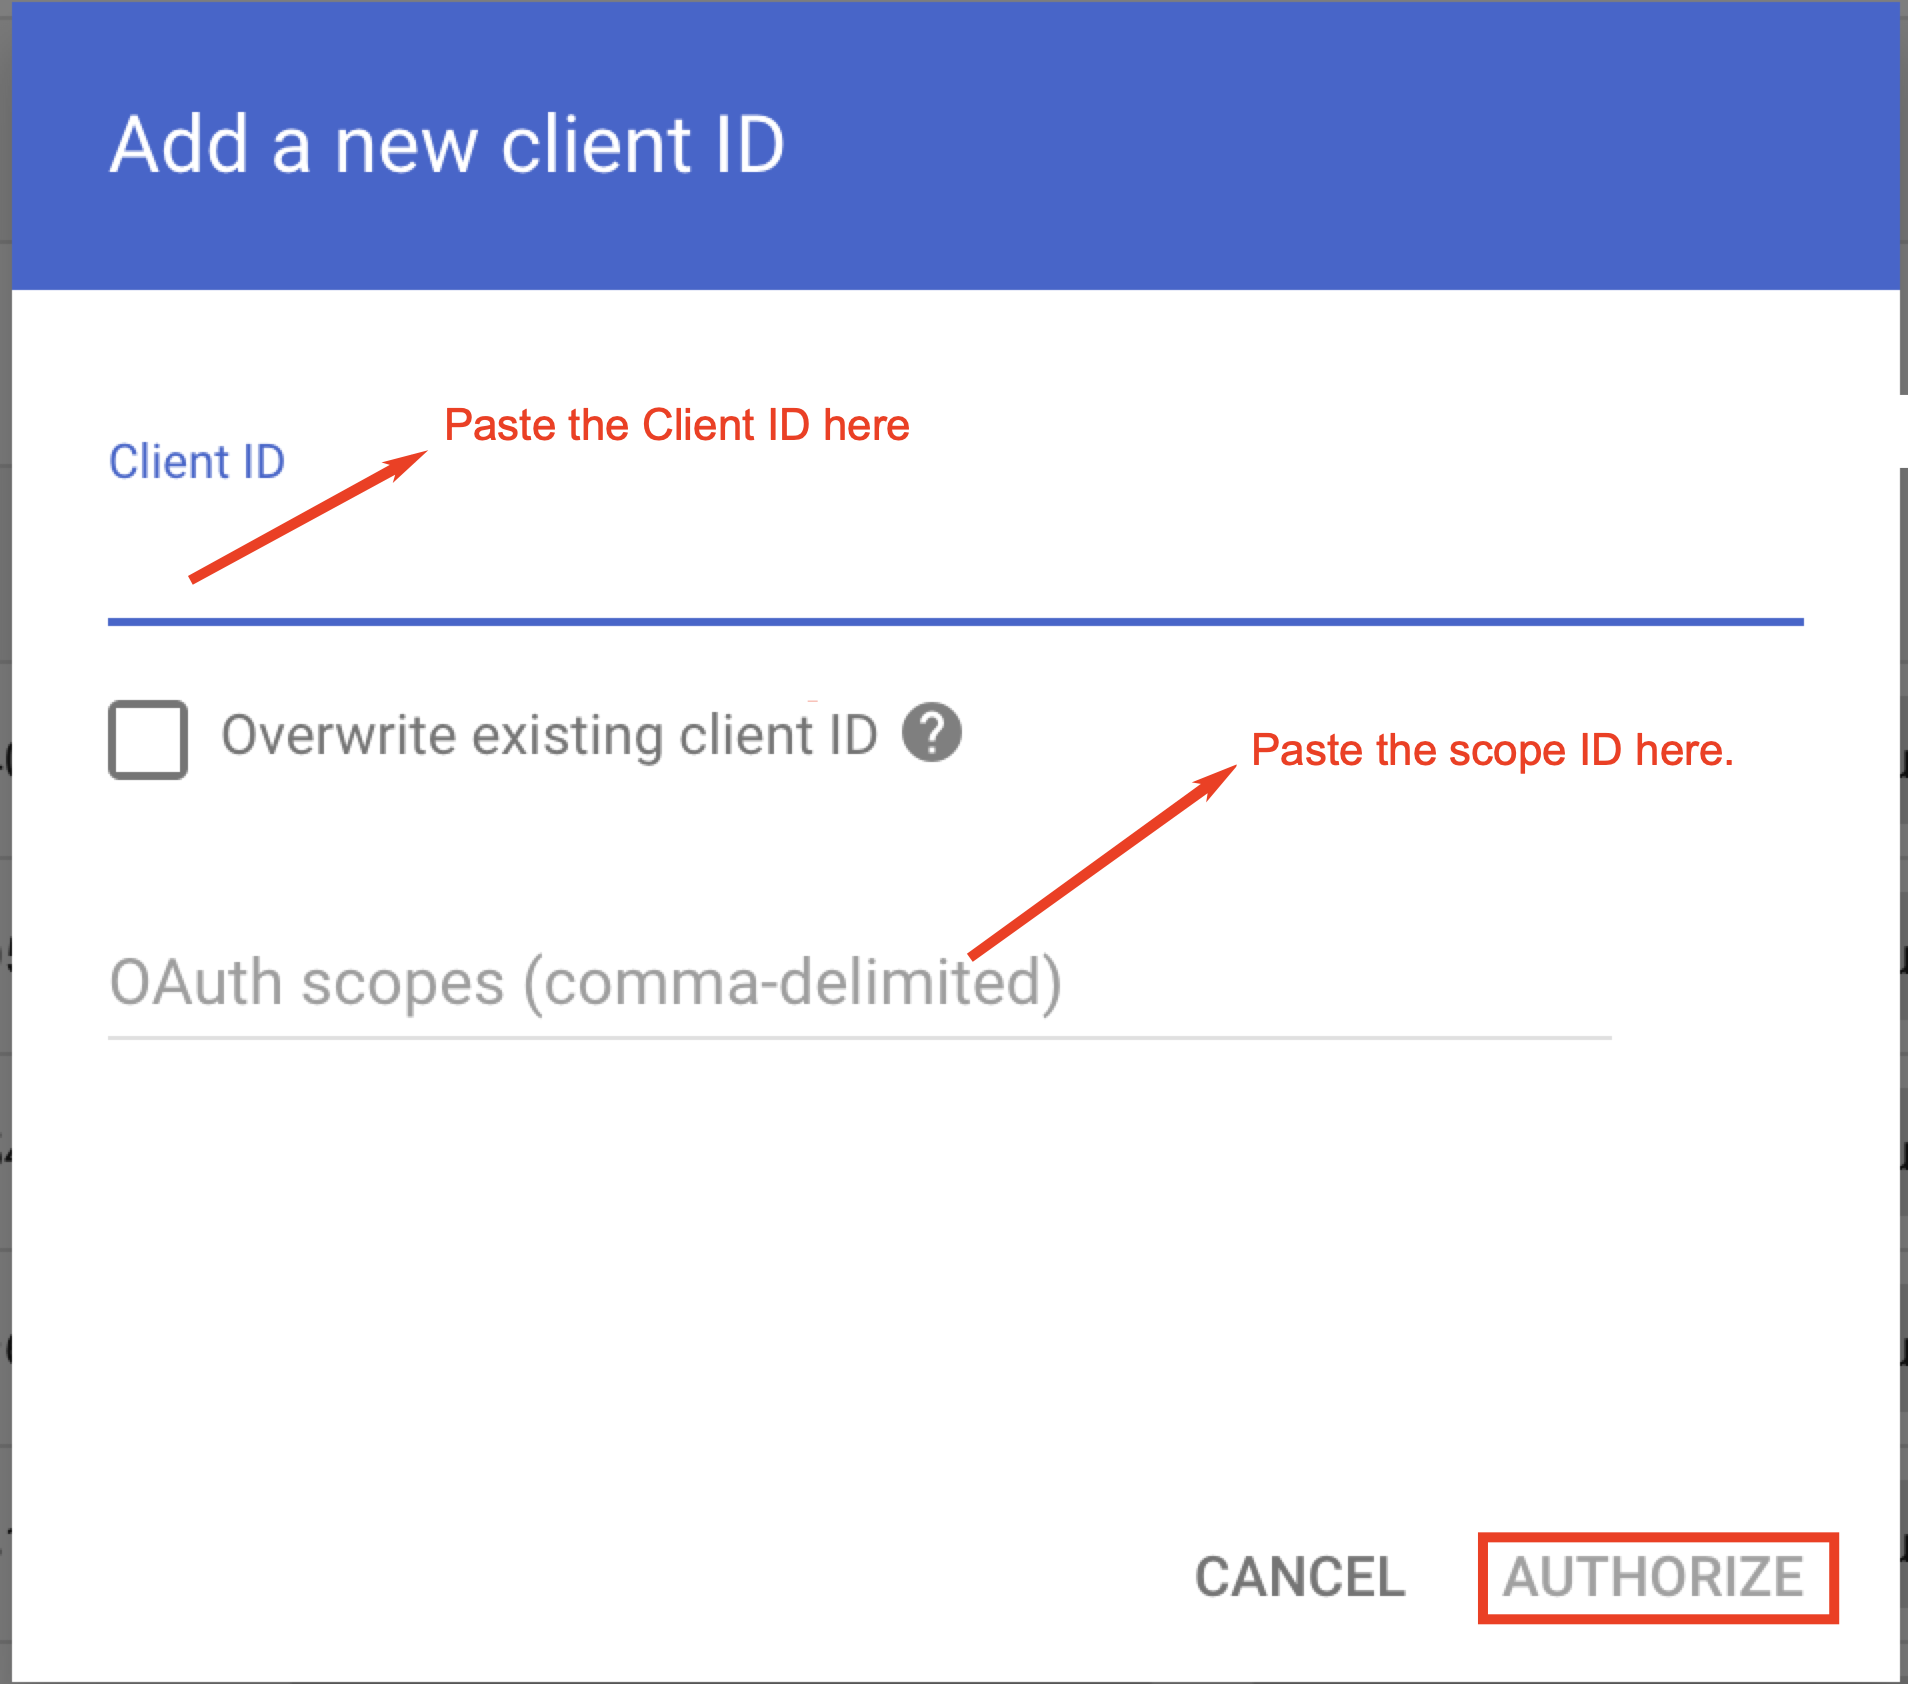 Add a new client ID
Paste the Client ID here
Client ID
Overwrite existing client ID ?
Paste the scope ID here.
OAuth scopes (comma-delimited)
CANCEL AUTHORIZE